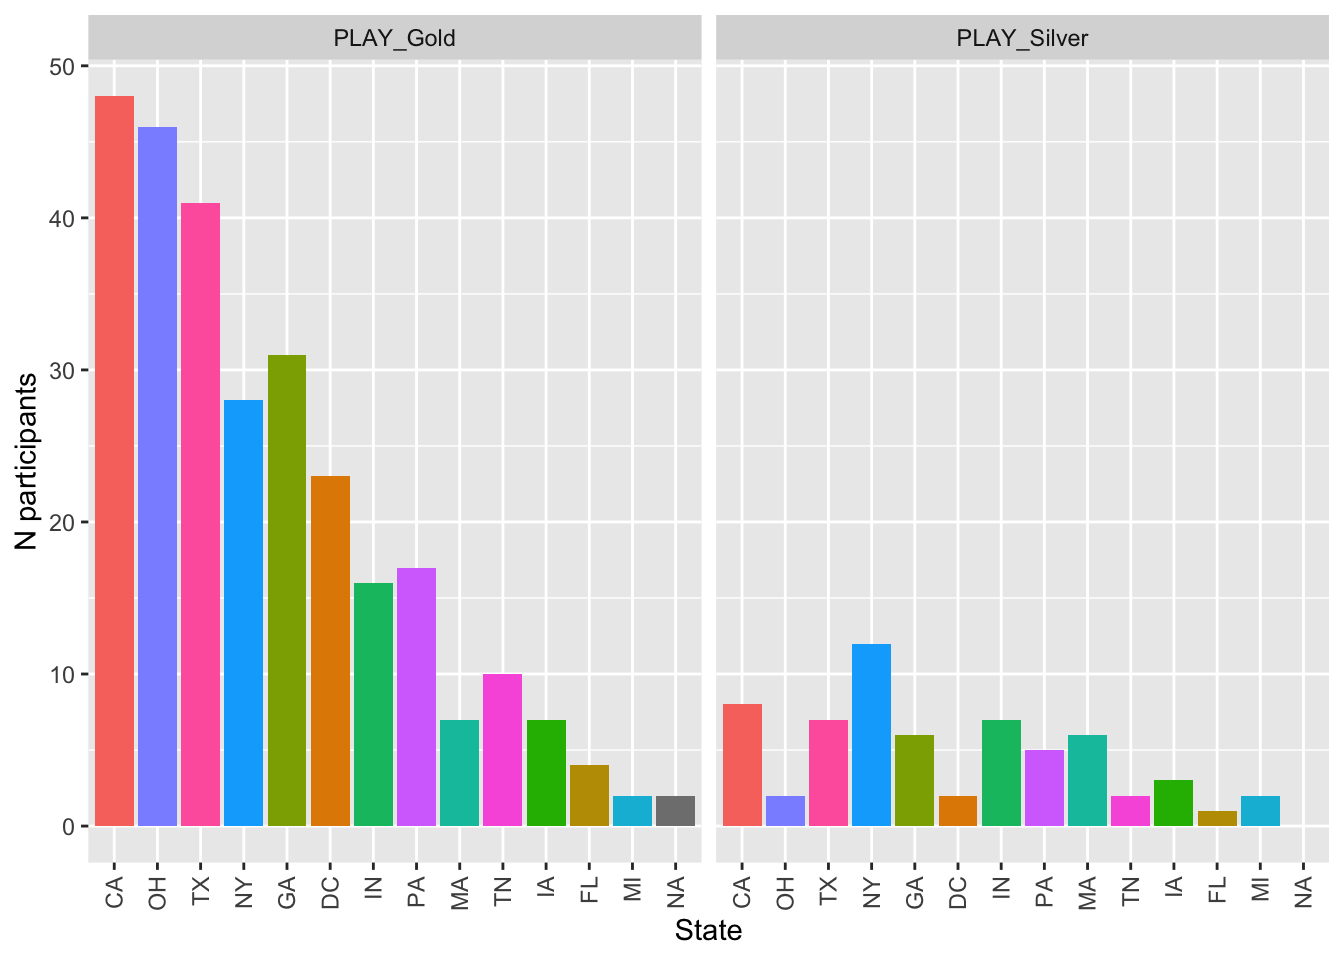 PLAY_Gold
PLAY_Silver
N participants
50
40
30
20
10
0
CA OH TX NY GA DC IN PA MA TN IA FL MI NA
CA OH TX NY GA DC IN PA MA TN IA FL MI NA
State